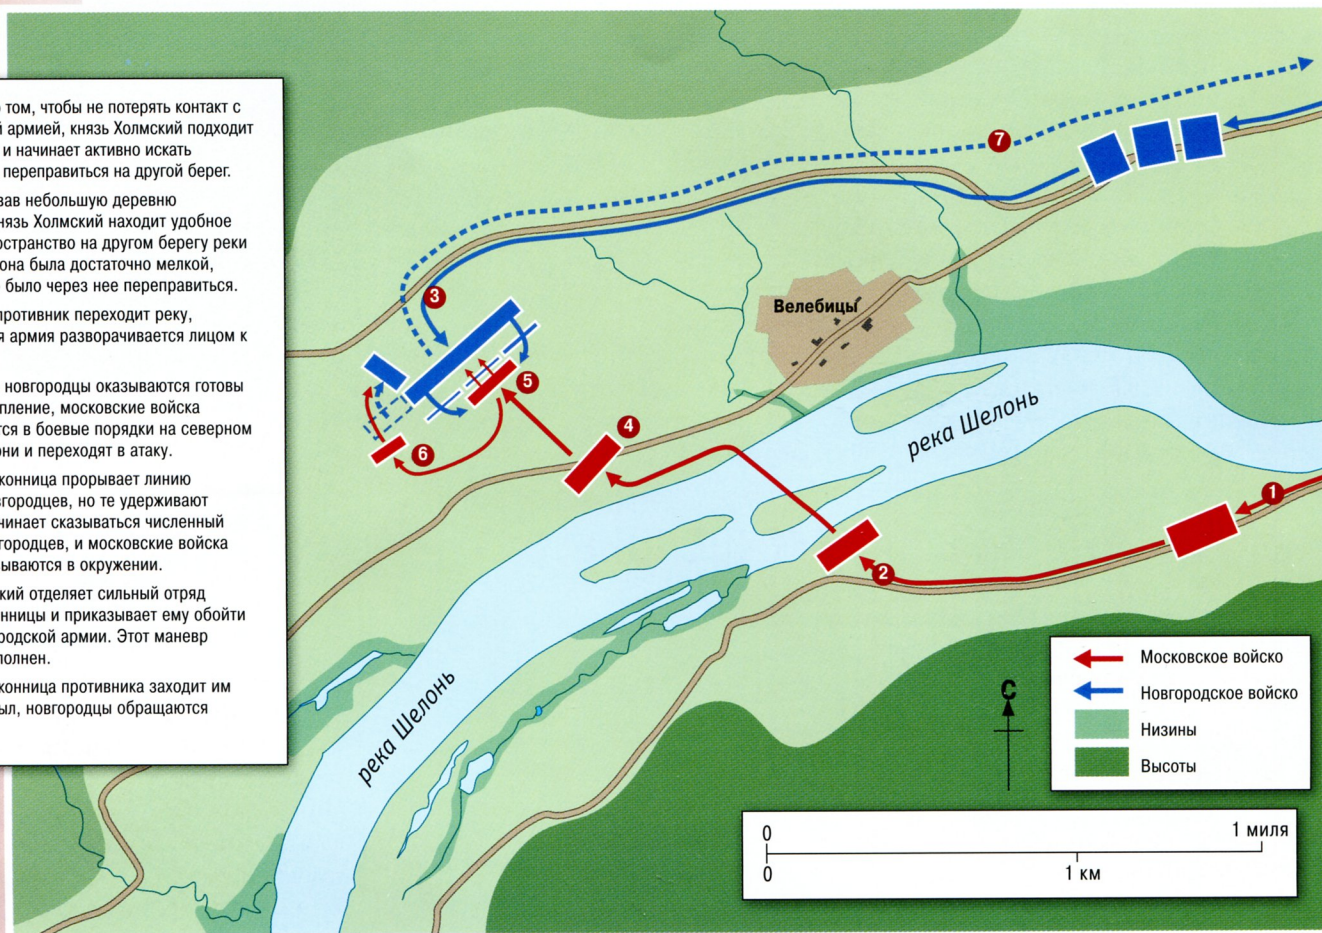 о том, чтобы не потерять контакт с
й армией, князь Холмский подходит
и начинает активно искать
переправиться на другой берег.
вав небольшую деревню
нязь Холмский находит удобное
остранство на другом берегу реки
она была достаточно мелкой,
было через нее переправиться.
противник переходит реку,
я армия разворачивается лицом к
новгородцы оказываются готовы
пление, московские войска
тся в боевые порядки на северном
они и переходят в атаку.
конница прорывает линию
вгородцев, но те удерживают
чинает сказываться численный
городцев, и московские войска
зываются в окружении.
кий отделяет сильный отряд
нницы и приказывает ему обойти
родской армии. Этот маневр
полнен.
конница противника заходит им
ыл, новгородцы обращаются
7
3
Велебицы
5
4
6
река Шелонь
1
2
река Шелонь
С
Московское войско
Новгородское войско
Низины
Высоты
0 1 миля
0 1 км